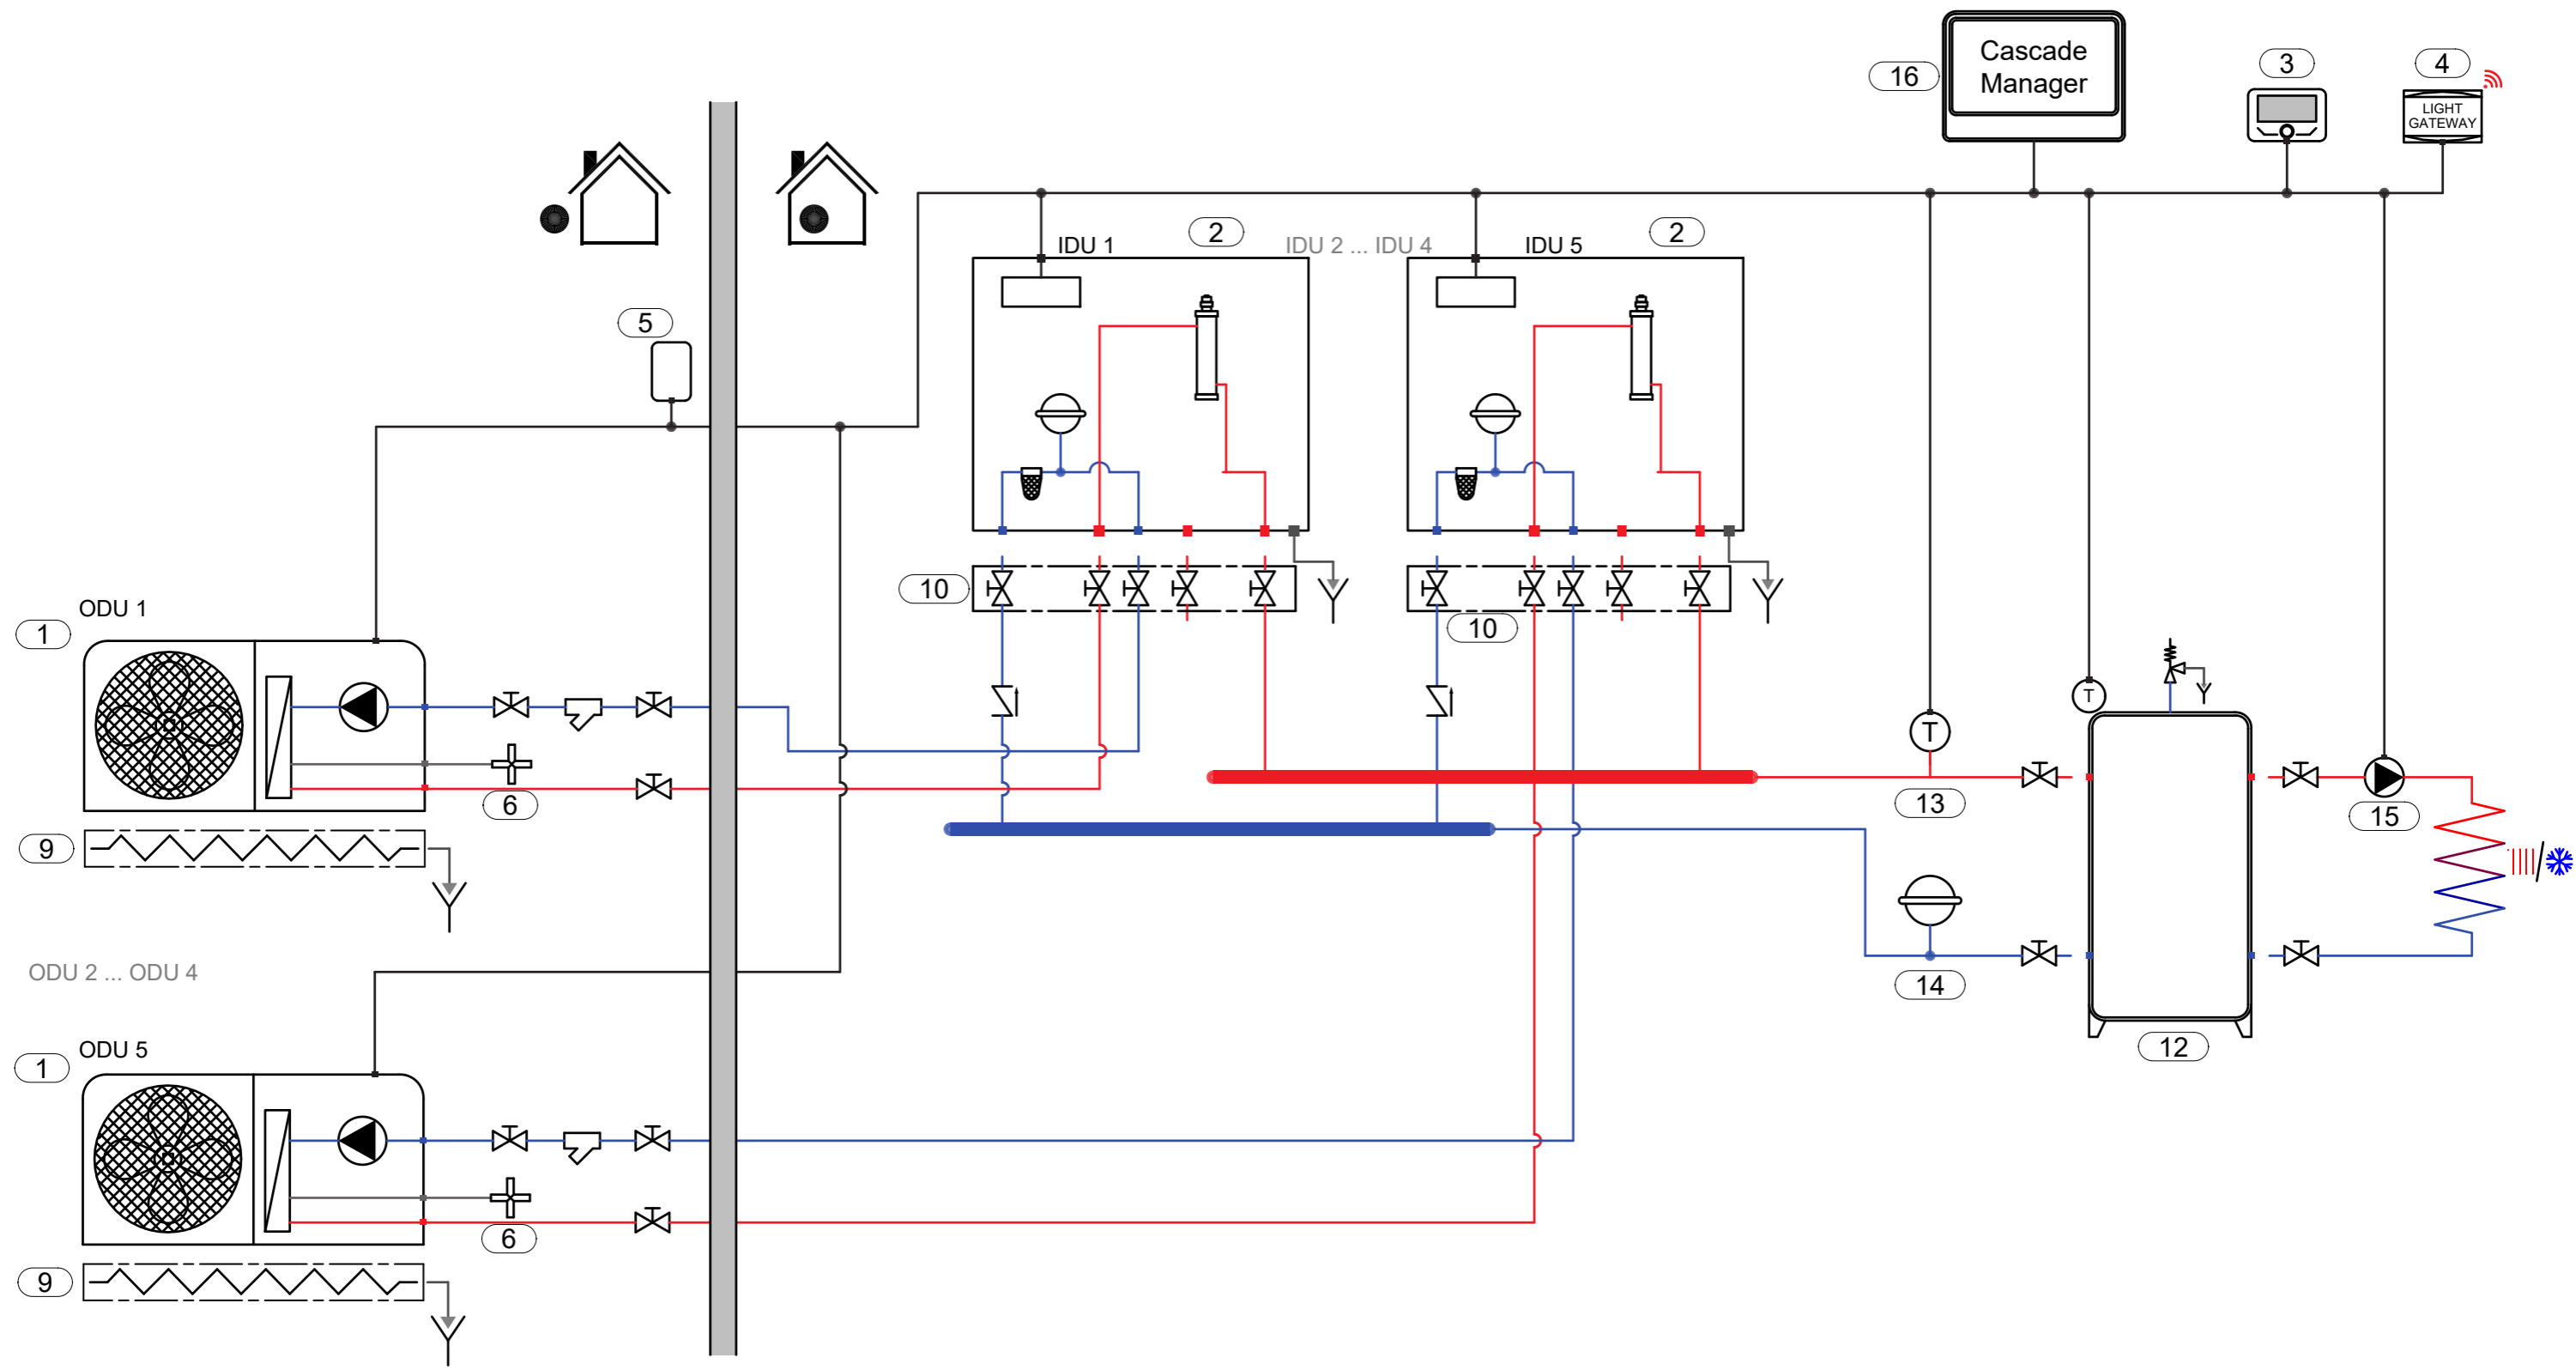 Cascade
Manager
16
3
4
LIGHT
GATEWAY
IDU 1
2
IDU 2 ... IDU 4
IDU 5
2
5
10
10
ODU 1
1
6
9
T
T
13
15
14
12
ODU 2 ... ODU 4
ODU 5
1
6
9